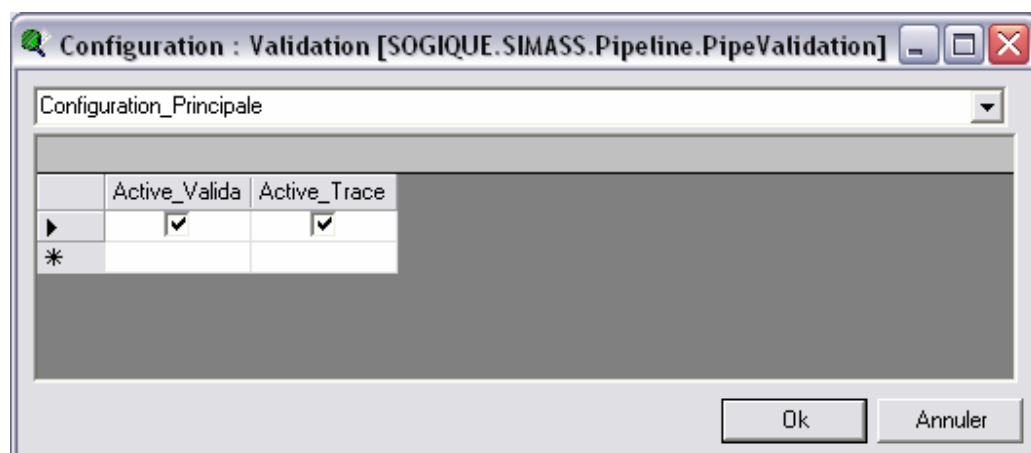 Configuration : Validation [SOGIQUE.SIMASS.Pipeline.PipeValidation]
Configuration_Principale
Active_Valida Active_Trace
Ok Annuler